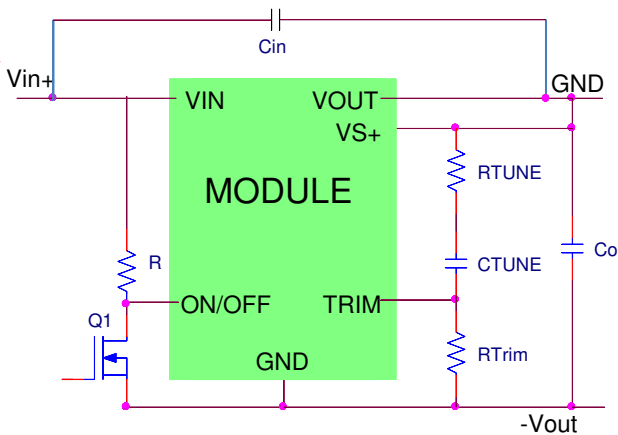 Cin
Vin+
GND
VIN
VOUT
VS+
MODULE
RTUNE
R
CTUNE
Co
ON/OFF
TRIM
Q1
GND
RTrim
-Vout